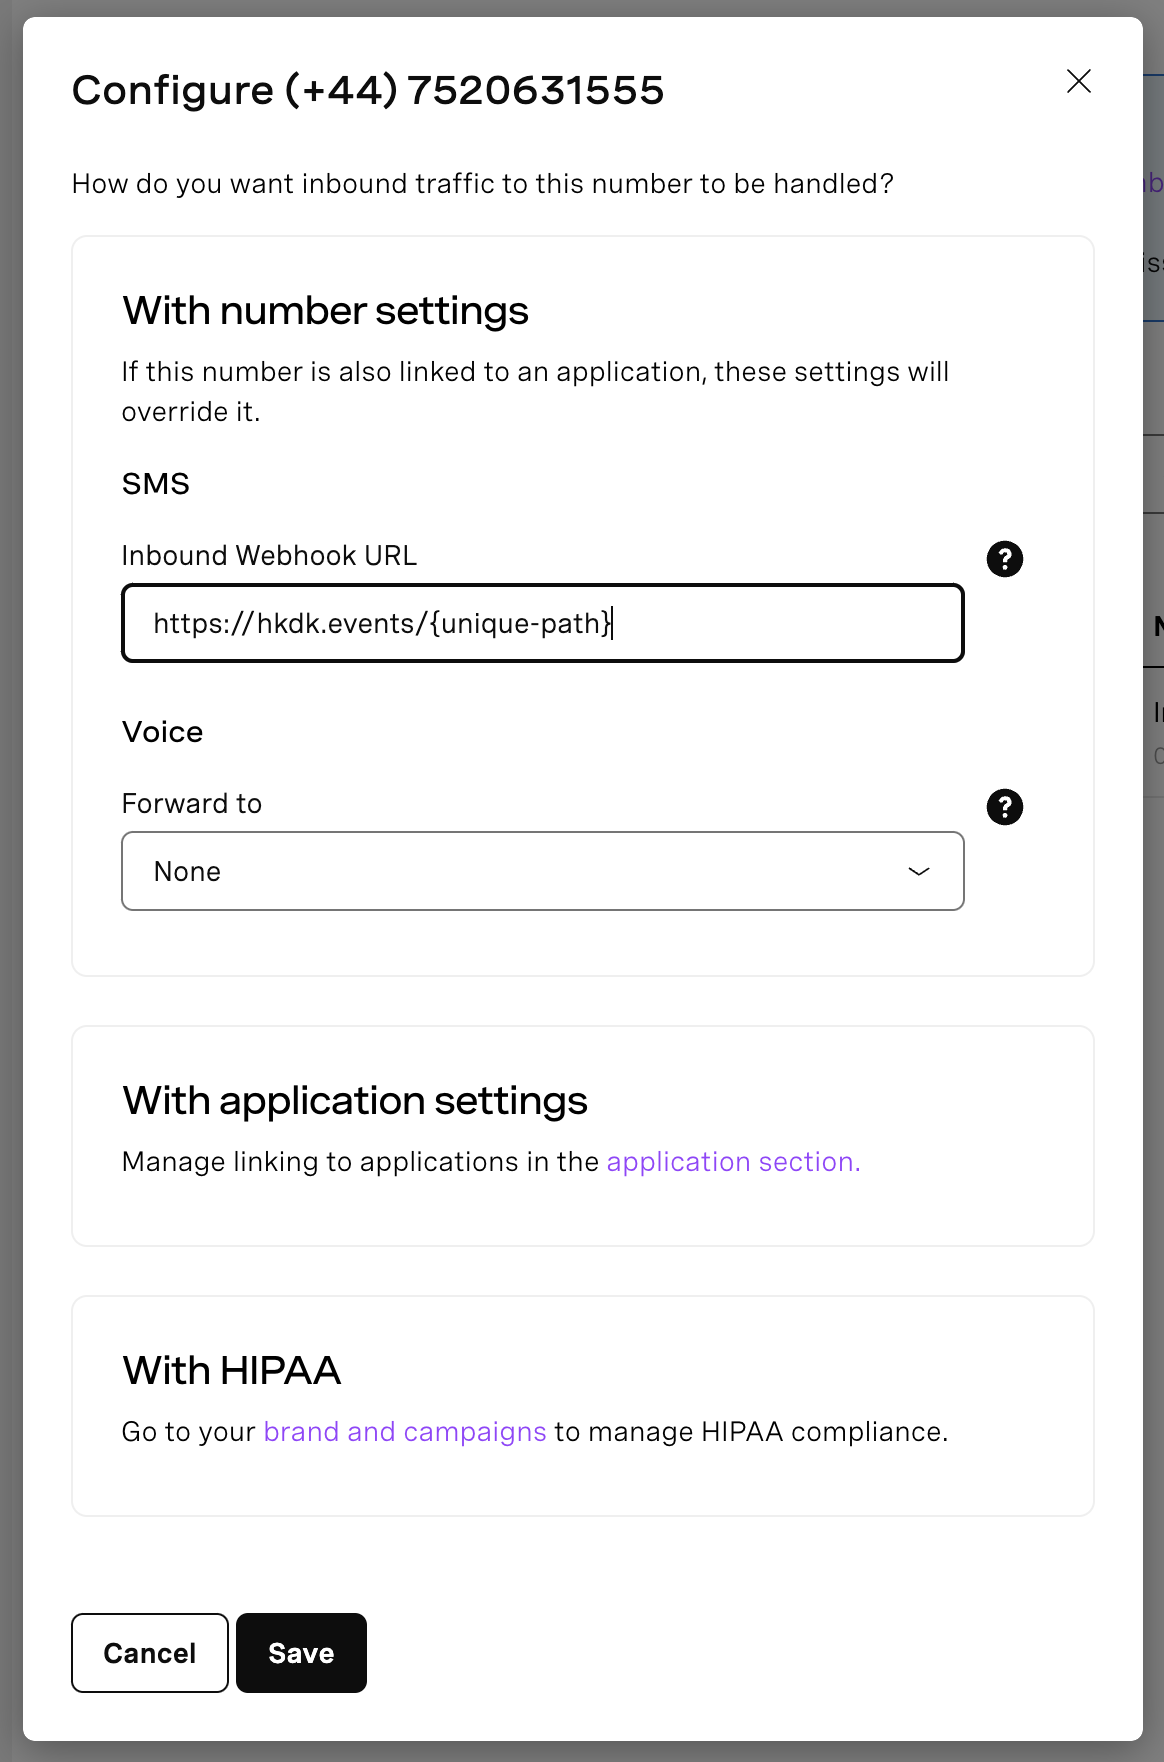 Configure (+44) 7520631555
How do you want inbound traffic to this number to be handled?
With number settings
If this number is also linked to an application, these settings will
override it.
SMS
Inbound Webhook URL
?
https://hkdk.events/{unique-path}
Voice
Forward to
?
None
With application settings
Manage linking to applications in the application section.
With HIPAA
Go to your brand and campaigns to manage HIPAA compliance.
Cancel
Save